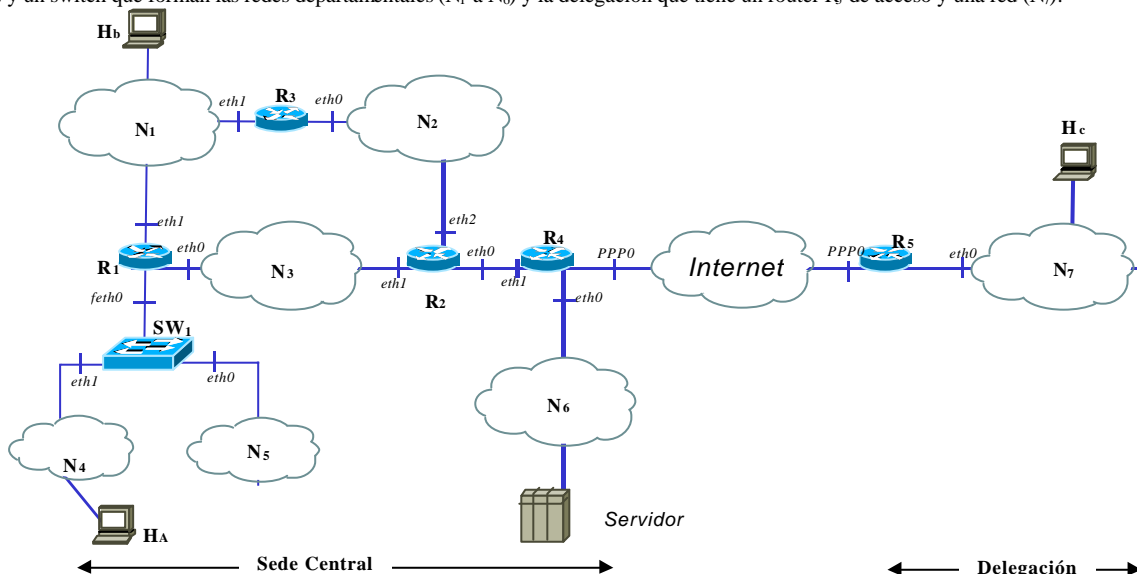 y un switch que forman las redes departamentales (N1 a N6) y la delegación que tiene un router R5 de acceso y una red (N7).
Hb
R3
eth1
eth0
N1
N2
Hc
eth1
eth2
R1
eth0
N3
eth1
R2
eth0
R4
eth1
PPP0
eth0
Internet
PPP0
R5
eth0
N7
feth0
SW1
eth1
eth0
N4
N5
N6
HA
Servidor
Sede Central
Delegación